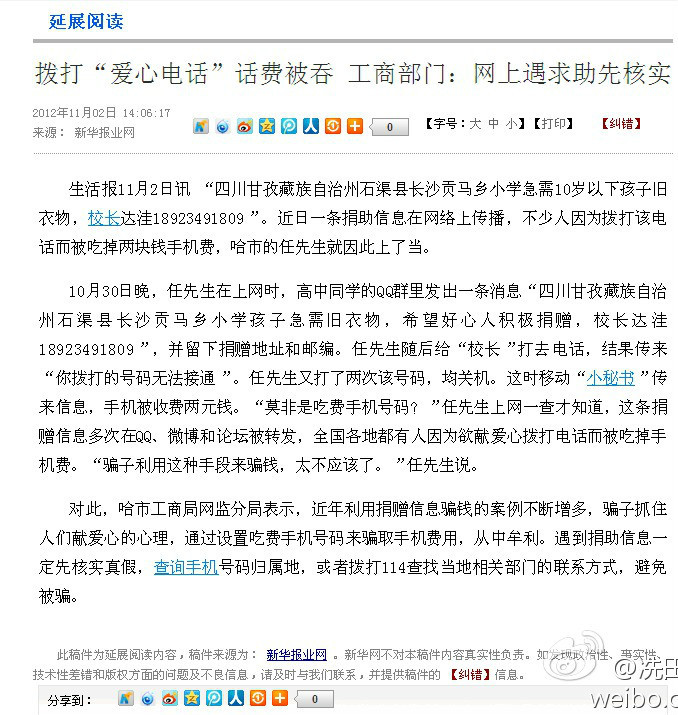 延展阅读
拨打“爱心电话”话费被吞 工商部门：网上遇求助先核实
2012年11月02日 14:06:17
来源： 新华报业网
0
【字号：大 中 小】【打印】 【纠错】
生活报11月2日讯 “四川甘孜藏族自治州石渠县长沙贡马乡小学急需10岁以下孩子旧
衣物，校长达洼18923491809 ”。近日一条捐助信息在网络上传播，不少人因为拨打该电
话而被吃掉两块钱手机费，哈市的任先生就因此上了当。
10月30日晚，任先生在上网时，高中同学的QQ群里发出一条消息“四川甘孜藏族自治
州石渠县长沙贡马乡小学孩子急需旧衣物，希望好心人积极捐赠，校长达洼
18923491809 ”，并留下捐赠地址和邮编。任先生随后给“校长 ”打去电话，结果传来
“你拨打的号码无法接通 ”。任先生又打了两次该号码，均关机。这时移动“小秘书 ”传
来信息，手机被收费两元钱。“莫非是吃费手机号码？ ”任先生上网一查才知道，这条捐
赠信息多次在QQ、微博和论坛被转发，全国各地都有人因为欲献爱心拨打电话而被吃掉手
机费。“骗子利用这种手段来骗钱，太不应该了。 ”任先生说。
对此，哈市工商局网监分局表示，近年利用捐赠信息骗钱的案例不断增多，骗子抓住
人们献爱心的心理，通过设置吃费手机号码来骗取手机费用，从中牟利。遇到捐助信息一
定先核实真假，查询手机号码归属地，或者拨打114查找当地相关部门的联系方式，避免
被骗。
此稿件为延展阅读内容，稿件来源为： 新华报业网 。新华网不对本稿件内容真实性负责。如发现政治性、事实性、
技术性差错和版权方面的问题及不良信息，请及时与我们联系，并提供稿件的 【纠错】信息。
分享到： 0
@冼田
weibo.c